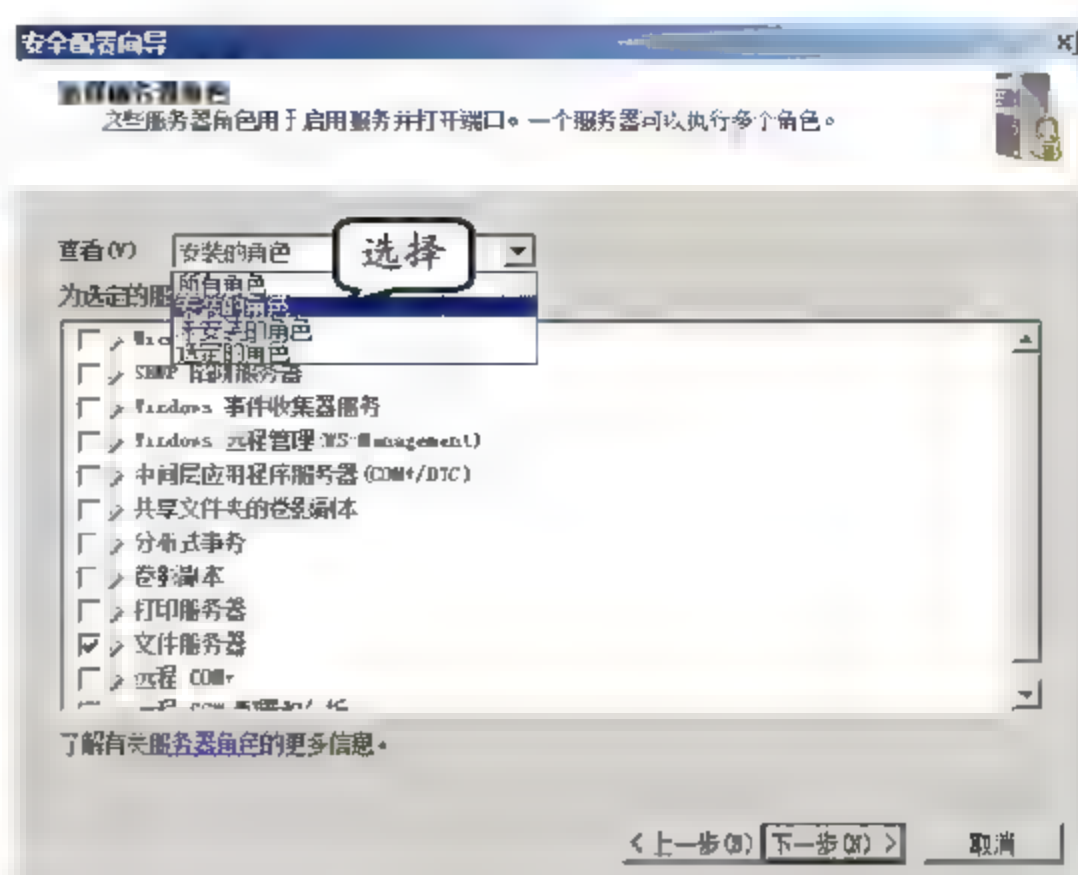 安全配置向导
选择服务器角色
这些服务器角色用于启用服务并打开端口。一个服务器可以执行多个角色。
查看(V)
安装的角色
选择
所有角色
安装的角色
未安装的角色
选定的角色
为选定的服
Windows 事件收集器服务
Windows 远程管理(WS-Management)
中间层应用程序服务器(COM+/DTC)
共享文件夹的卷影副本
分布式事务
卷影副本
打印服务器
文件服务器
远程 COM+
了解有关服务器角色的更多信息。
< 上一步(B)
下一步(N) >
取消